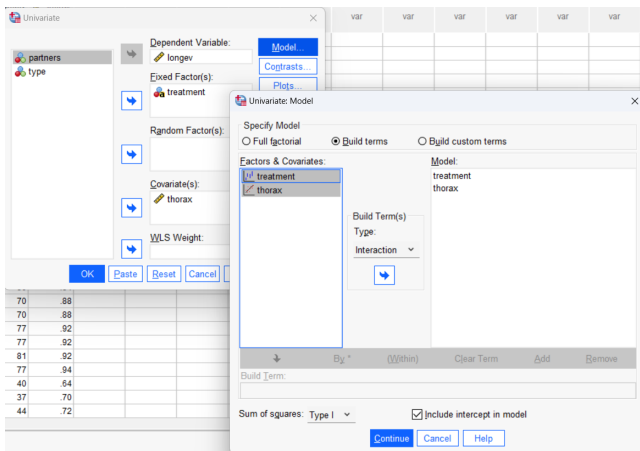 Univariate
var var var var var var
partners
type
Dependent Variable:
longev
Fixed Factor(s):
treatment
Random Factor(s):
Covariate(s):
thorax
WLS Weight:
Model...
Contrasts...
Plots...
OK Paste Reset Cancel
70 .88
70 .88
77 .92
77 .92
81 .92
77 .94
40 .64
37 .70
44 .72
Univariate: Model
Specify Model
Full factorial Build terms Build custom terms
Factors & Covariates: Model:
treatment treatment
thorax thorax
Build Term(s)
Type:
Interaction
By * (Within) Clear Term Add Remove
Build Term:
Sum of squares: Type I Include intercept in model
Continue Cancel Help